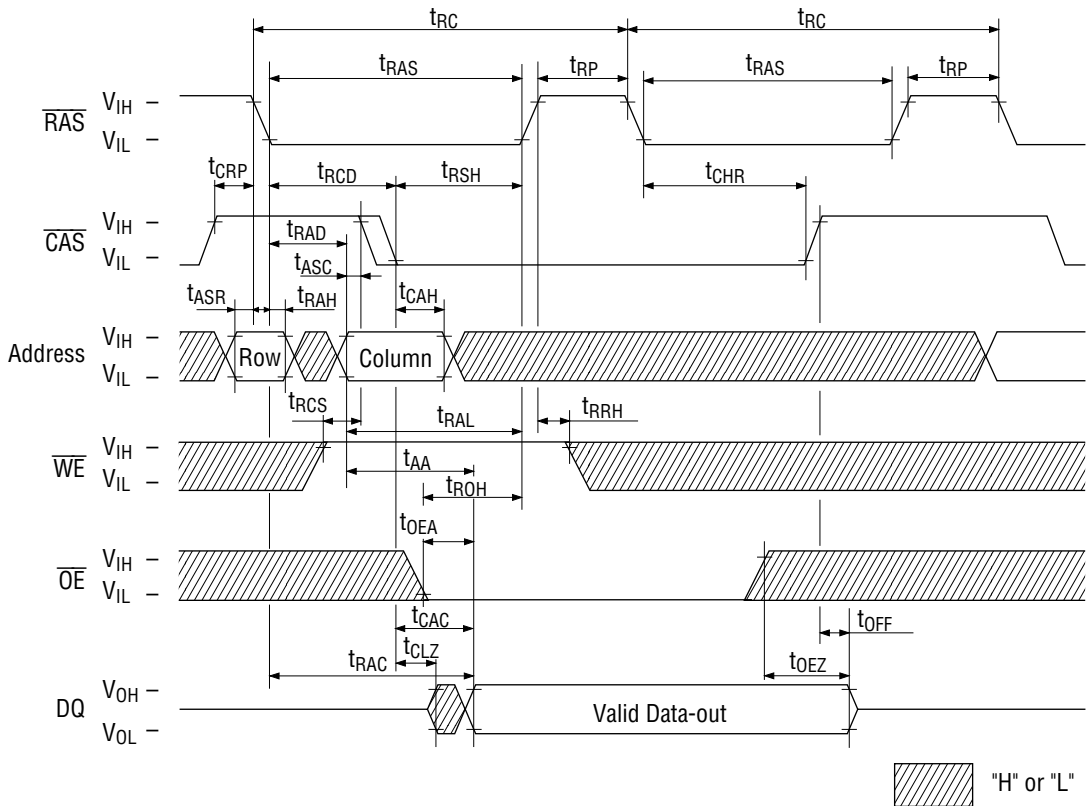 tRC tRC
tRAS tRP tRAS tRP
RAS VIH
VIL
tCRP tRCD tRSH tCHR
CAS VIH
VIL
tRAD
tASC
tASR tRAH tCAH
Address VIH
VIL
Row Column
tRCS tRAL tRRH
WE VIH
VIL
tAA
tROH
tOEA
OE VIH
VIL
tCAC tOFF
tCLZ
tRAC tOEZ
DQ VOH
VOL
Valid Data-out
"H" or "L"